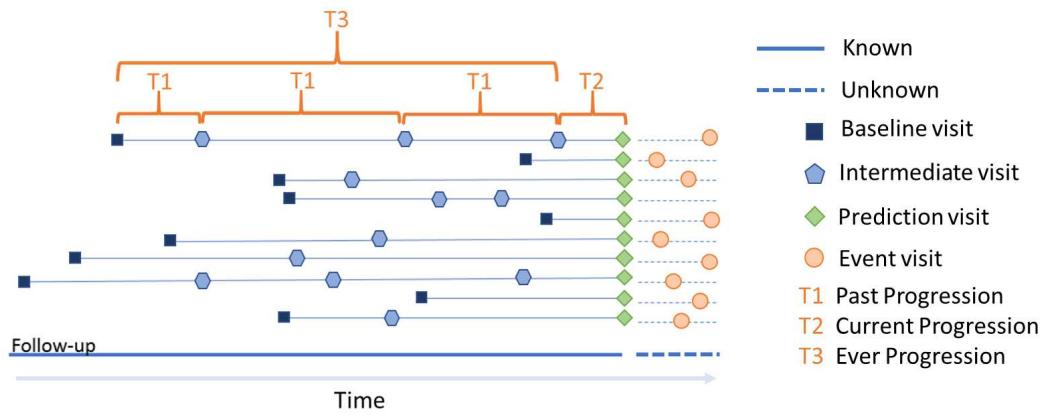 T3
T1
T1
T1
T2
Follow-up
Time
Known
Unknown
Baseline visit
Intermediate visit
Prediction visit
Event visit
T1 Past Progression
T2 Current Progression
T3 Ever Progression